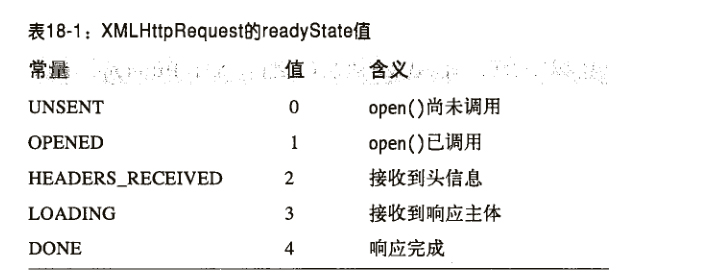 表18-1：XMLHttpRequest的readyState值
常量 值 含义
UNSENT 0 open()尚未调用
OPENED 1 open()已调用
HEADERS_RECEIVED 2 接收到头信息
LOADING 3 接收到响应主体
DONE 4 响应完成